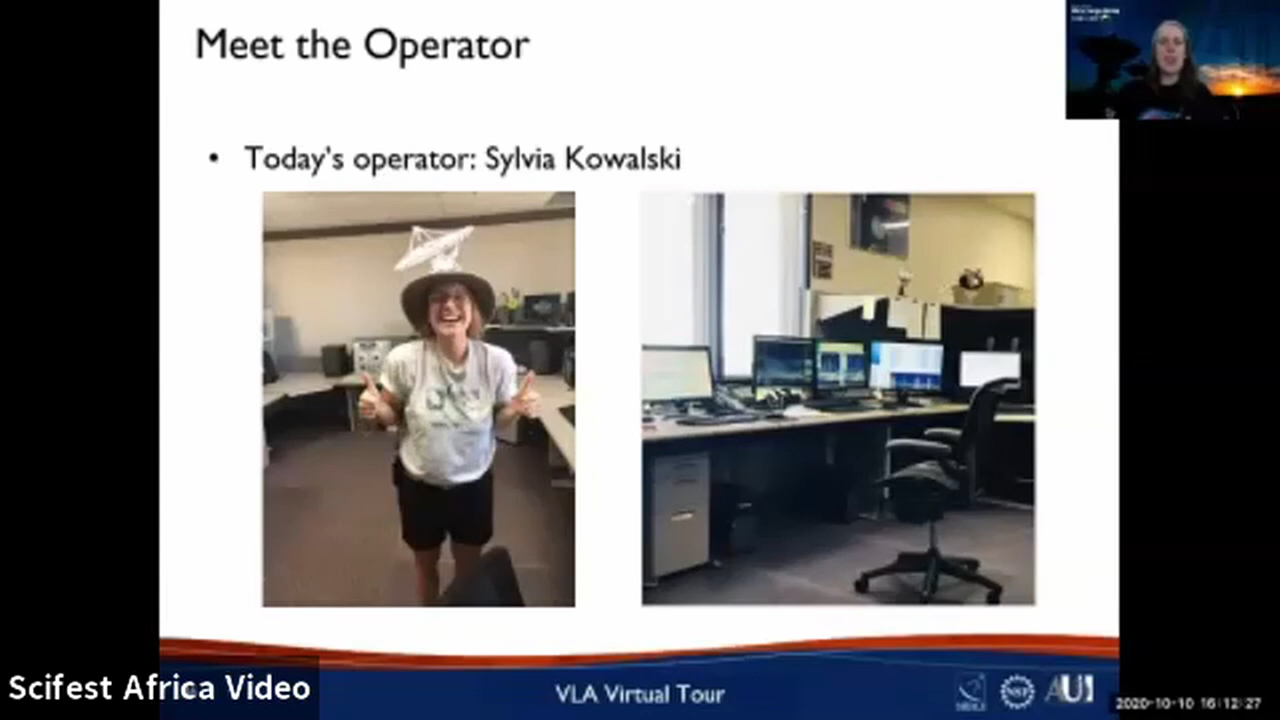 Meet the Operator
• Today's operator: Sylvia Kowalski
Scifest Africa Video
VLA Virtual Tour
NSF
AUI
2020-10-10 16:12:27